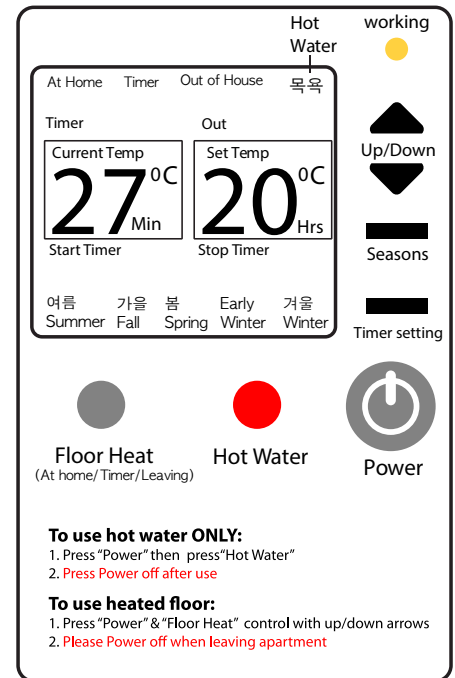 Hot Water
working
At Home Timer Out of House 목욕
Timer Out
Current Temp Set Temp
27 °C Min 20 °C Hrs
Start Timer Stop Timer
Up/Down
Seasons
Timer setting
여름 가을 봄 Early 겨울
Summer Fall Spring Winter Winter
Floor Heat
(At home/Timer/Leaving)
Hot Water
Power
To use hot water ONLY:
1. Press "Power" then press "Hot Water"
2. Press Power off after use
To use heated floor:
1. Press "Power" & "Floor Heat" control with up/down arrows
2. Please Power off when leaving apartment